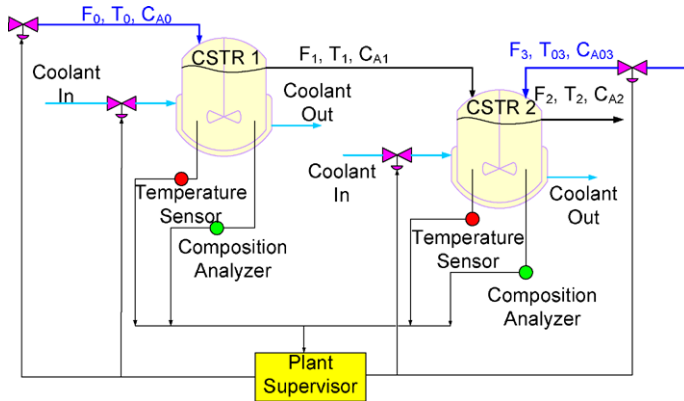 F0, T0, CA0
CSTR 1
F1, T1, CA1
F3, T03, CA03
Coolant
In
Coolant
Out
CSTR 2
F2, T2, CA2
Coolant
In
Coolant
Out
Temperature
Sensor
Temperature
Sensor
Composition
Analyzer
Composition
Analyzer
Plant
Supervisor